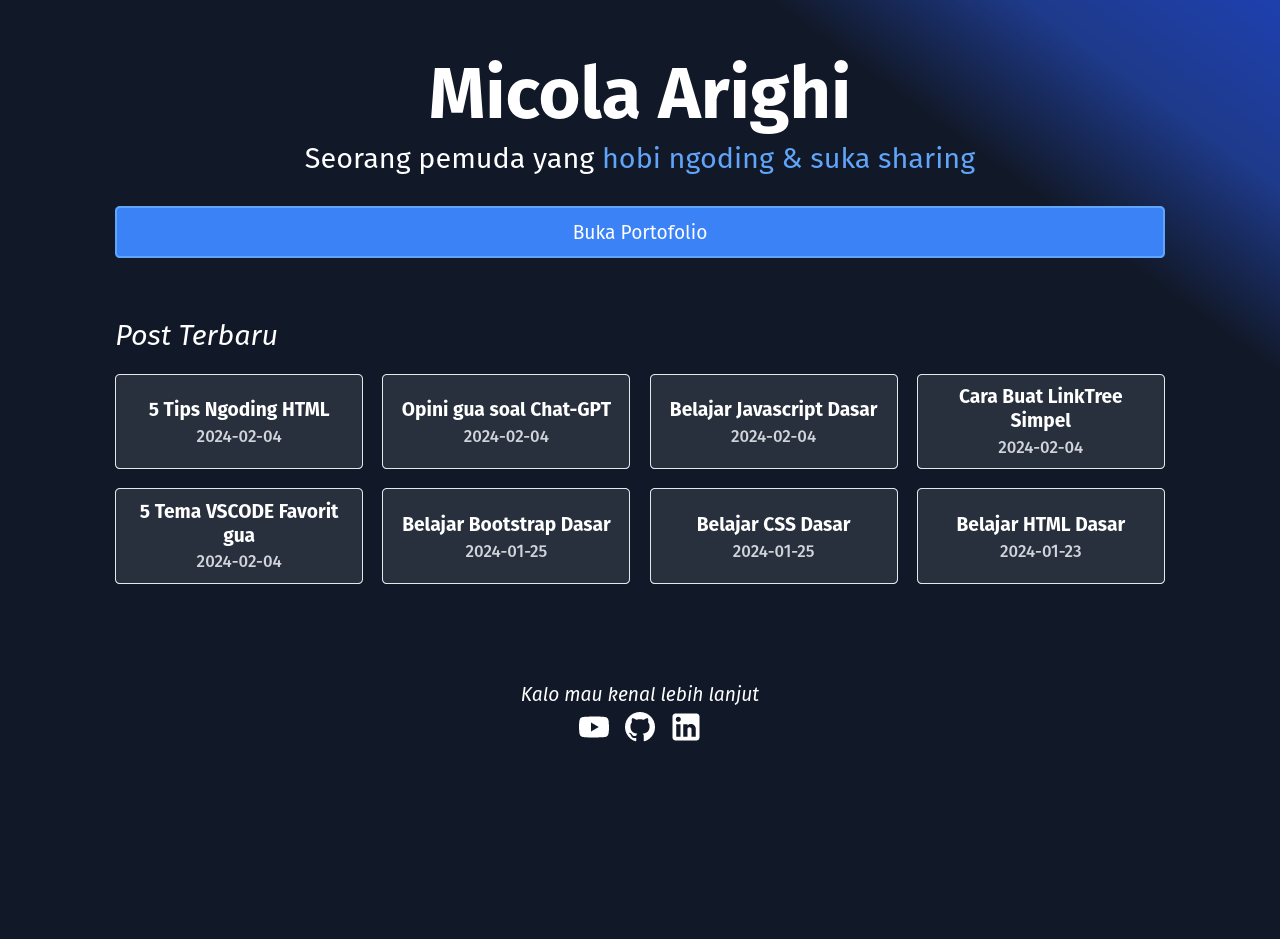 Micola Arighi
Seorang pemuda yang hobi ngoding & suka sharing
Buka Portofolio
Post Terbaru
5 Tips Ngoding HTML
2024-02-04
Opini gua soal Chat-GPT
2024-02-04
Belajar Javascript Dasar
2024-02-04
Cara Buat LinkTree
Simpel
2024-02-04
5 Tema VSCODE Favorit
gua
2024-02-04
Belajar Bootstrap Dasar
2024-01-25
Belajar CSS Dasar
2024-01-25
Belajar HTML Dasar
2024-01-23
Kalo mau kenal lebih lanjut